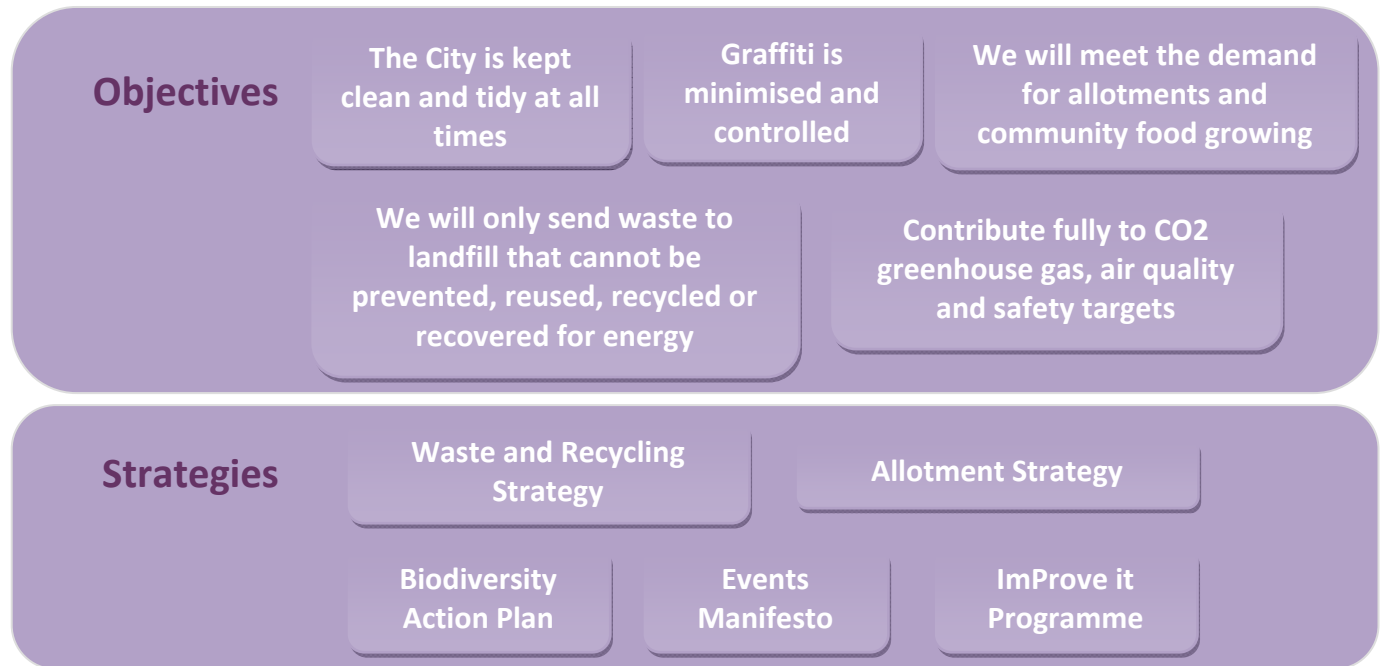 Objectives
The City is kept
clean and tidy at all
times
Graffiti is
minimised and
controlled
We will meet the demand
for allotments and
community food growing
We will only send waste to
landfill that cannot be
prevented, reused, recycled or
recovered for energy
Contribute fully to CO2
greenhouse gas, air quality
and safety targets
Strategies
Waste and Recycling
Strategy
Allotment Strategy
Biodiversity
Action Plan
Events
Manifesto
ImProve it
Programme